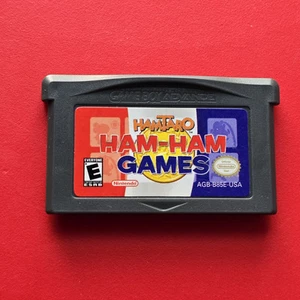 GAME BOY ADVANCE
HAMTARO
HAM-HAM
GAMES
EVERYONE
E
ESRB
Nintendo
AGB-B85E-USA